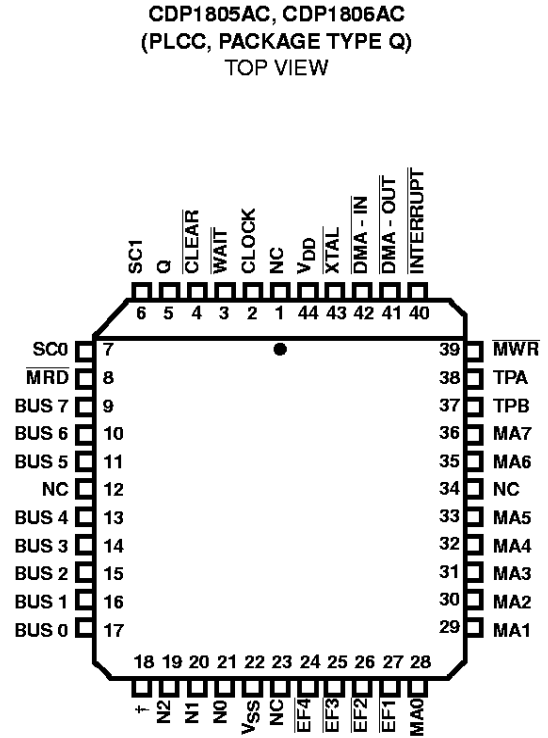 CDP1805AC, CDP1806AC
(PLCC, PACKAGE TYPE Q)
TOP VIEW
SC1
Q
CLEAR
WAIT
CLOCK
NC
VDD
XTAL
DMA - IN
DMA - OUT
INTERRUPT
6 5 4 3 2 1 44 43 42 41 40
SC0 7 39 MWR
MRD 8 38 TPA
BUS 7 9 37 TPB
BUS 6 10 36 MA7
BUS 5 11 35 MA6
NC 12 34 NC
BUS 4 13 33 MA5
BUS 3 14 32 MA4
BUS 2 15 31 MA3
BUS 1 16 30 MA2
BUS 0 17 29 MA1
18 19 20 21 22 23 24 25 26 27 28
†
N2
N1
N0
VSS
NC
EF4
EF3
EF2
EF1
MA0